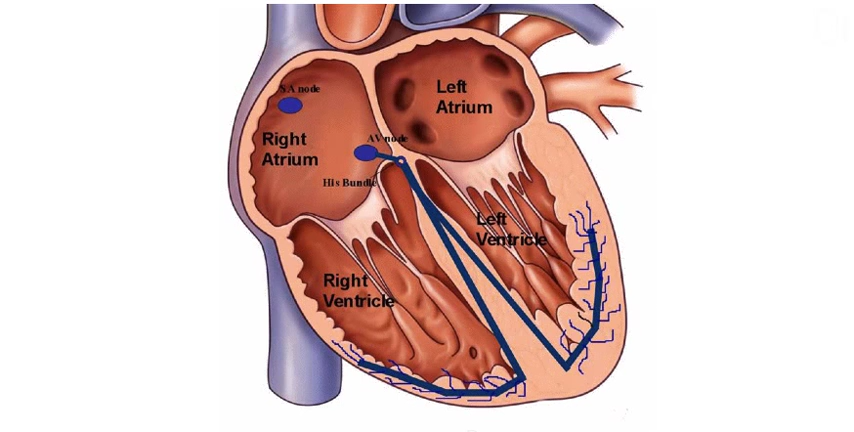 SA node
Left
Atrium
Right
Atrium
AV node
His Bundle
Left
Ventricle
Right
Ventricle